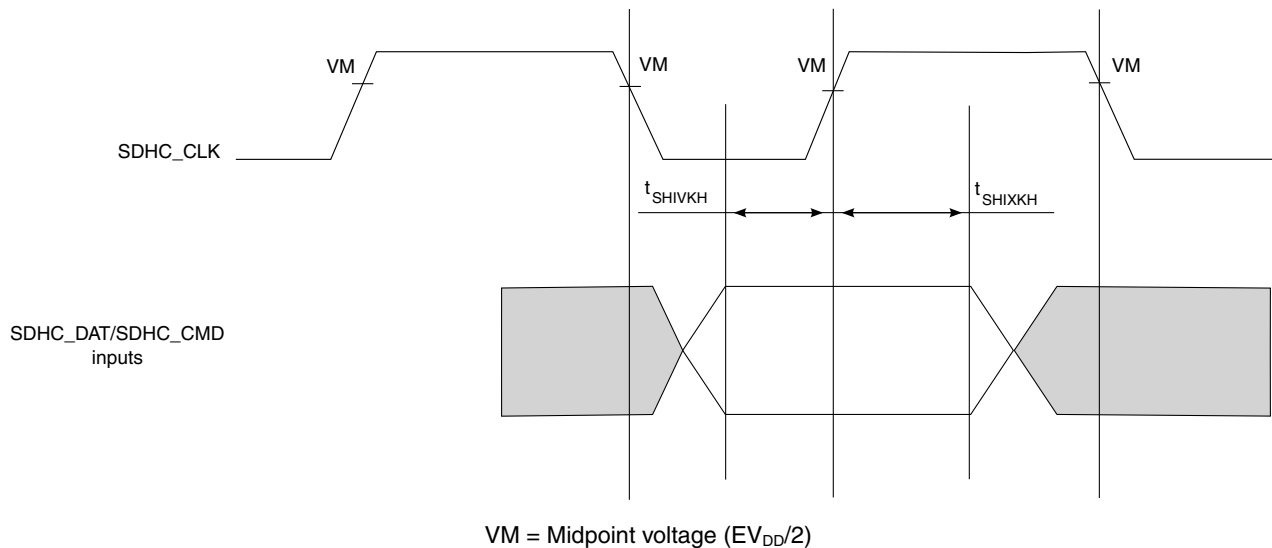 VM
VM
VM
VM
SDHC_CLK
tSHIVKH
tSHIXKH
SDHC_DAT/SDHC_CMD
inputs
VM = Midpoint voltage (EVDD/2)